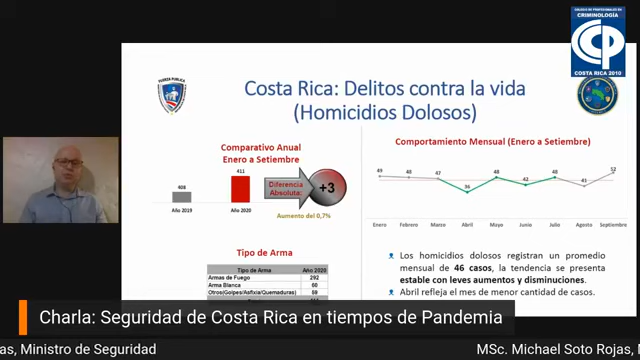 COLEGIO DE PROFESIONALES EN
CRIMINOLOGÍA
CP
COSTA RICA 2010
FUERZA PUBLICA
Costa Rica: Delitos contra la vida
(Homicidios Dolosos)
Comparativo Anual
Enero a Setiembre
408
411
Año 2019
Año 2020
Diferencia
Absoluta:
+3
Aumento del 0,7%
Comportamiento Mensual (Enero a Setiembre)
49 48 47 36 48 42 48 41 52
Enero Febrero Marzo Abril Mayo Junio Julio Agosto Septiembre
Tipo de Arma
Tipo de Arma Año 2020
Armas de Fuego 292
Arma Blanca 60
Otros(Golpes/Asfixia/Quemaduras) 59
Los homicidios dolosos registran un promedio
mensual de 46 casos, la tendencia se presenta
estable con leves aumentos y disminuciones.
Abril refleja el mes de menor cantidad de casos.
Charla: Seguridad de Costa Rica en tiempos de Pandemia
as, Ministro de Seguridad
MSc. Michael Soto Rojas,